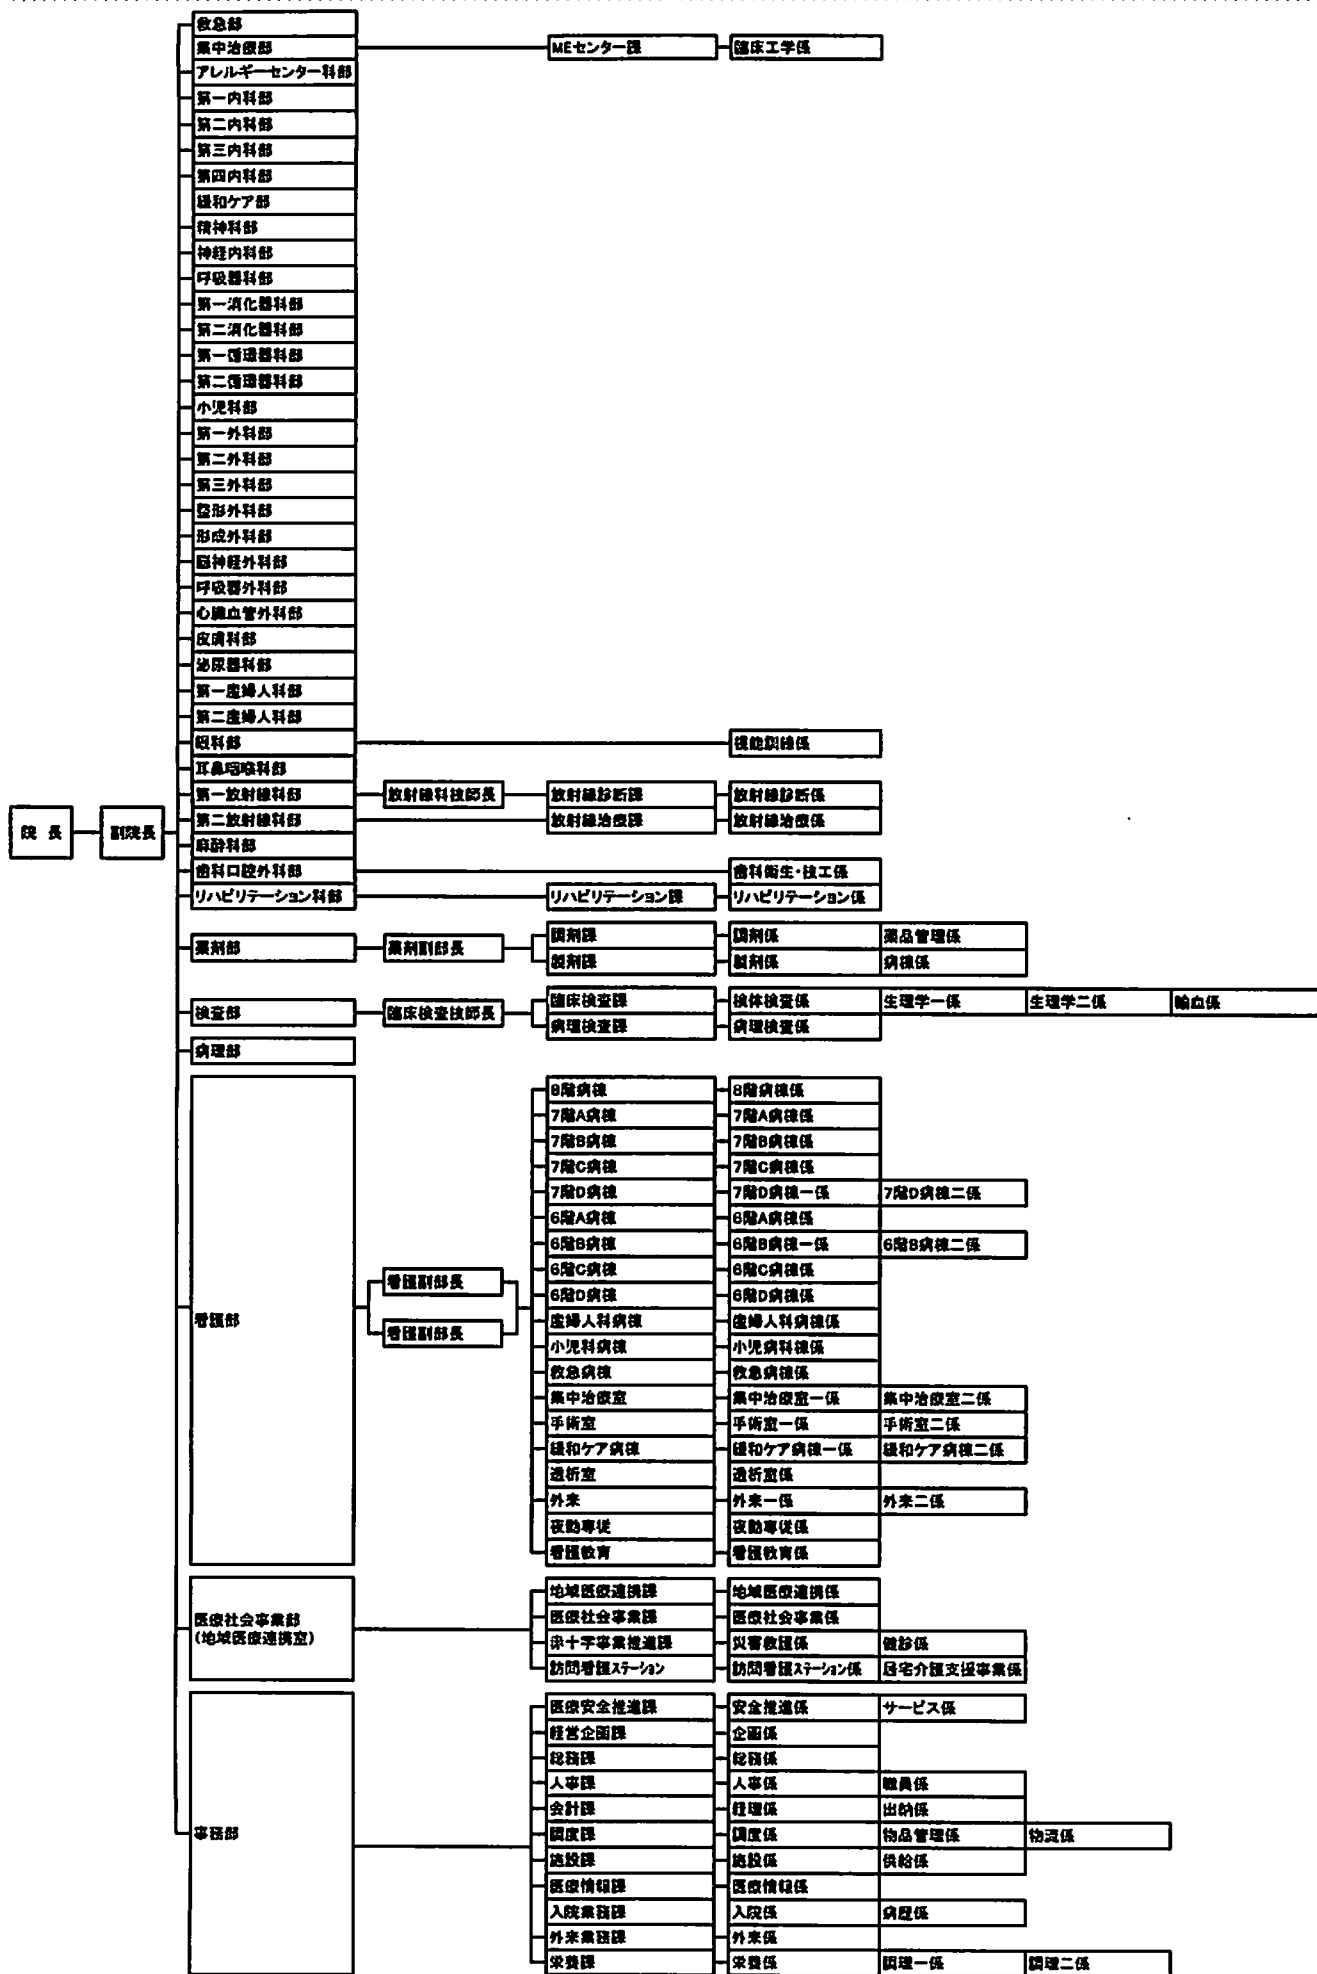 救急部
集中治療部 MEセンター課 臨床工学係
アレルギーセンター科部
第一内科部
第二内科部
第三内科部
第四内科部
緩和ケア部
精神科部
神経内科部
呼吸器科部
第一消化器科部
第二消化器科部
第一循環器科部
第二循環器科部
小児科部
第一外科部
第二外科部
第三外科部
整形外科部
形成外科部
脳神経外科部
呼吸器外科部
心臓血管外科部
皮膚科部
泌尿器科部
第一産婦人科部
第二産婦人科部
眼科部 視能訓練係
耳鼻咽喉科部
第一放射線科部 放射線科技師長 放射線診断課 放射線診断係
第二放射線科部 放射線治療課 放射線治療係
院 長 副院長
麻酔科部
歯科口腔外科部 歯科衛生・技工係
リハビリテーション科部 リハビリテーション課 リハビリテーション係
薬剤部 薬剤副部長
調剤課 調剤係 薬品管理係
製剤課 製剤係 病棟係
検査部 臨床検査技師長
臨床検査課 検体検査係 生理学一係 生理学二係 輸血係
病理検査課 病理検査係
病理部
看護部
看護副部長
看護副部長
8階病棟 8階病棟係
7階A病棟 7階A病棟係
7階B病棟 7階B病棟係
7階C病棟 7階C病棟係
7階D病棟 7階D病棟一係 7階D病棟二係
6階A病棟 6階A病棟係
6階B病棟 6階B病棟一係 6階B病棟二係
6階C病棟 6階C病棟係
6階D病棟 6階D病棟係
産婦人科病棟 産婦人科病棟係
小児科病棟 小児病科棟係
救急病棟 救急病棟係
集中治療室 集中治療室一係 集中治療室二係
手術室 手術室一係 手術室二係
緩和ケア病棟 緩和ケア病棟一係 緩和ケア病棟二係
透析室 透析室係
外来 外来一係 外来二係
夜勤専従 夜勤専従係
看護教育 看護教育係
医療社会事業部
(地域医療連携室)
地域医療連携課 地域医療連携係
医療社会事業課 医療社会事業係
赤十字事業推進課 災害救護係 健診係
訪問看護ステーション 訪問看護ステーション係 居宅介護支援事業係
事務部
医療安全推進課 安全推進係 サービス係
経営企画課 企画係
総務課 総務係
人事課 人事係 職員係
会計課 経理係 出納係
調度課 調度係 物品管理係 物流係
施設課 施設係 供給係
医療情報課 医療情報係
入院業務課 入院係 病歴係
外来業務課 外来係
栄養課 栄養係 調理一係 調理二係